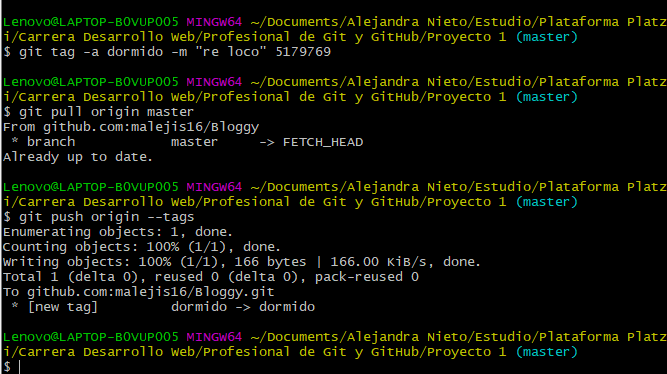 Lenovo@LAPTOP-B0VUP005 MINGW64 ~/Documents/Alejandra Nieto/Estudio/Plataforma Platz
i/Carrera Desarrollo Web/Profesional de Git y GitHub/Proyecto 1 (master)
$ git tag -a dormido -m "re loco" 5179769
Lenovo@LAPTOP-B0VUP005 MINGW64 ~/Documents/Alejandra Nieto/Estudio/Plataforma Platz
i/Carrera Desarrollo Web/Profesional de Git y GitHub/Proyecto 1 (master)
$ git pull origin master
From github.com:malejis16/Bloggy
 * branch            master     -> FETCH_HEAD
Already up to date.
Lenovo@LAPTOP-B0VUP005 MINGW64 ~/Documents/Alejandra Nieto/Estudio/Plataforma Platz
i/Carrera Desarrollo Web/Profesional de Git y GitHub/Proyecto 1 (master)
$ git push origin --tags
Enumerating objects: 1, done.
Counting objects: 100% (1/1), done.
Writing objects: 100% (1/1), 166 bytes | 166.00 KiB/s, done.
Total 1 (delta 0), reused 0 (delta 0), pack-reused 0
To github.com:malejis16/Bloggy.git
 * [new tag]         dormido -> dormido
Lenovo@LAPTOP-B0VUP005 MINGW64 ~/Documents/Alejandra Nieto/Estudio/Plataforma Platz
i/Carrera Desarrollo Web/Profesional de Git y GitHub/Proyecto 1 (master)
$